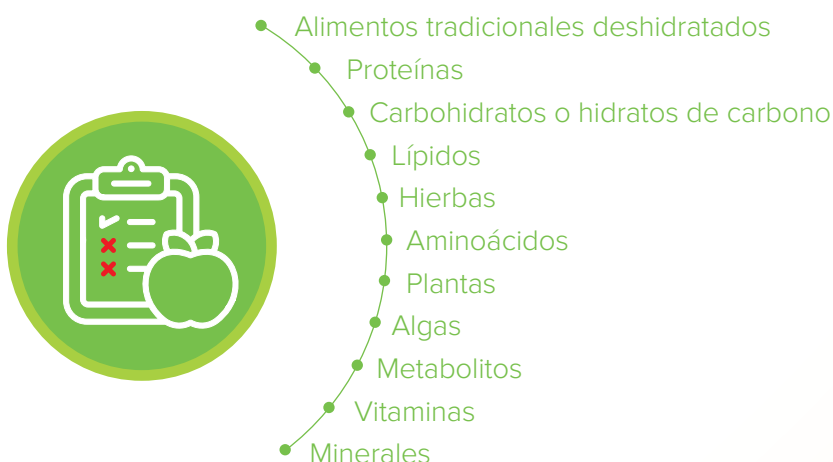 Alimentos tradicionales deshidratados
Proteínas
Carbohidratos o hidratos de carbono
Lípidos
Hierbas
Aminoácidos
Plantas
Algas
Metabolitos
Vitaminas
Minerales